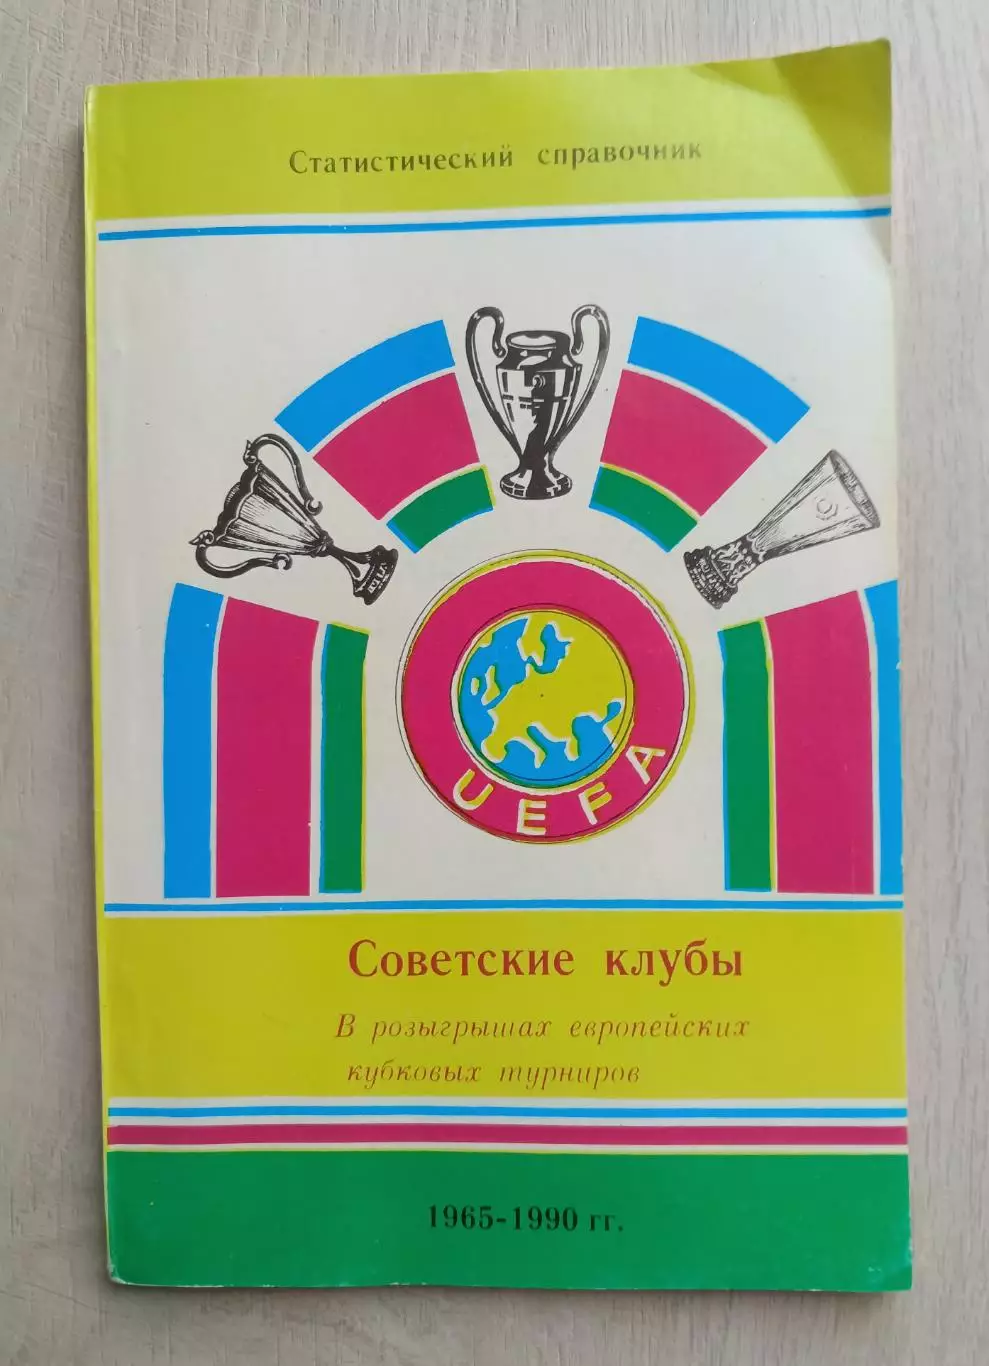 Статистический справочник
UEFA
Советские клубы
В розыгрышах европейских
кубковых турниров
1965-1990 гг.